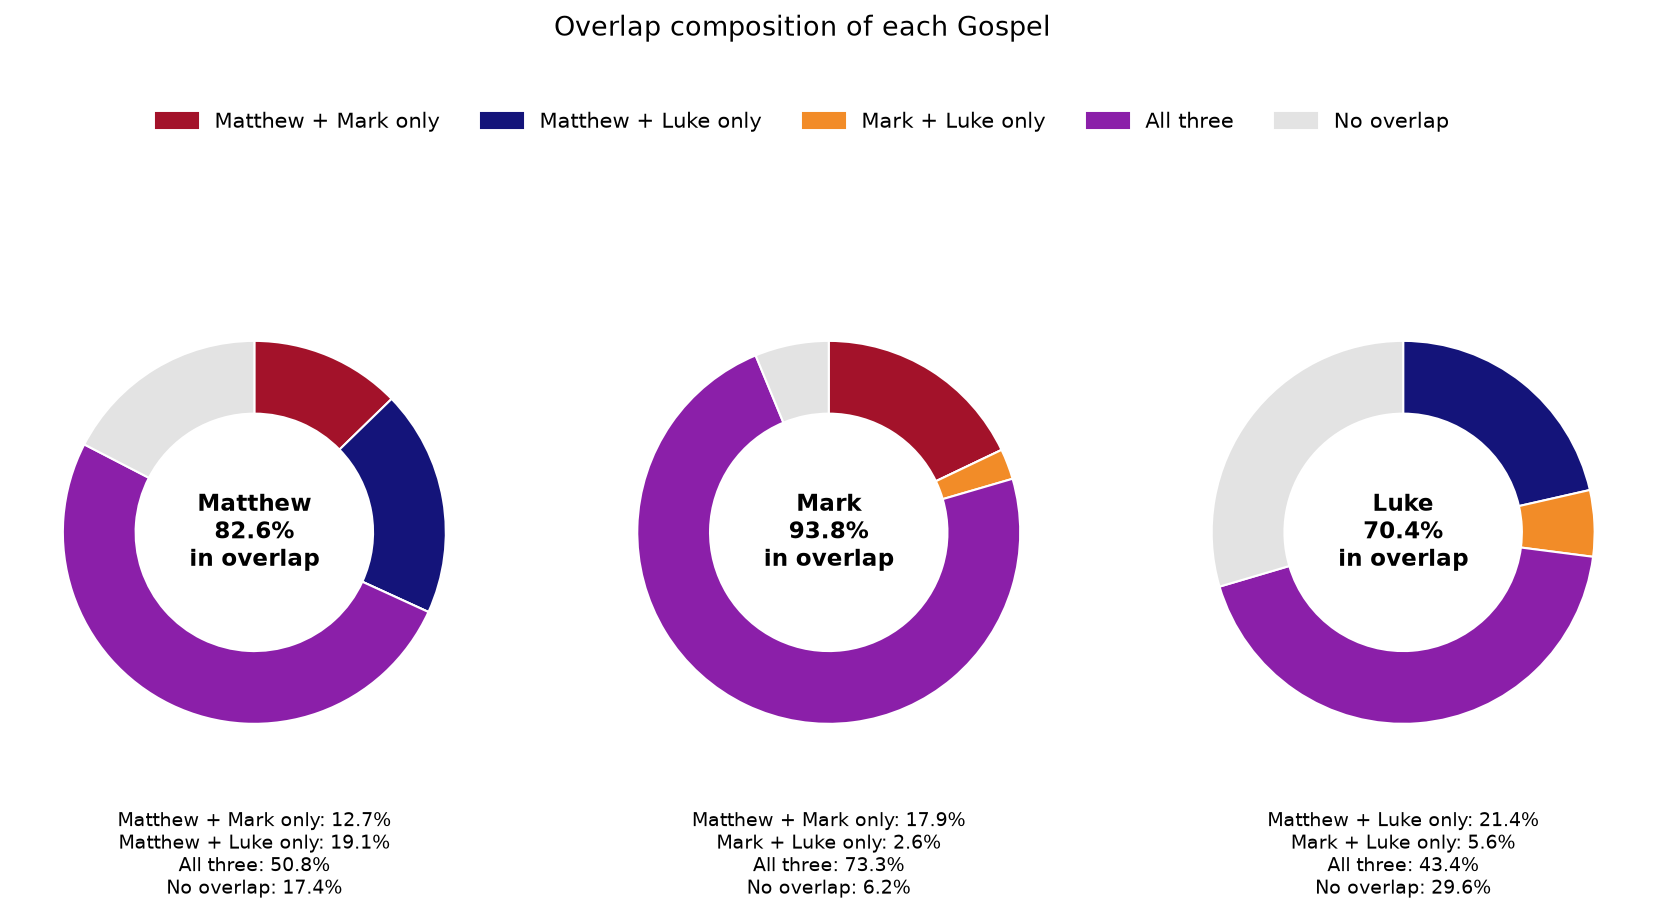 Overlap composition of each Gospel
Matthew + Mark only
Matthew + Luke only
Mark + Luke only
All three
No overlap
Matthew
82.6%
in overlap
Mark
93.8%
in overlap
Luke
70.4%
in overlap
Matthew + Mark only: 12.7%
Matthew + Luke only: 19.1%
All three: 50.8%
No overlap: 17.4%
Matthew + Mark only: 17.9%
Mark + Luke only: 2.6%
All three: 73.3%
No overlap: 6.2%
Matthew + Luke only: 21.4%
Mark + Luke only: 5.6%
All three: 43.4%
No overlap: 29.6%